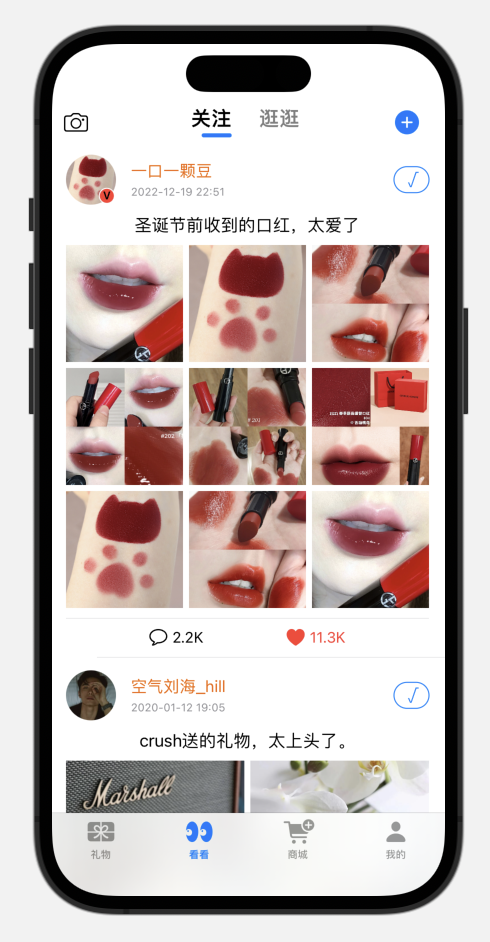 关注 逛逛
一口一颗豆
V
2022-12-19 22:51
圣诞节前收到的口红，太爱了
#202
# 203
2.2K
11.3K
空气刘海_hill
2020-01-12 19:05
crush送的礼物，太上头了。
Marshall
礼物 看看 商城 我的